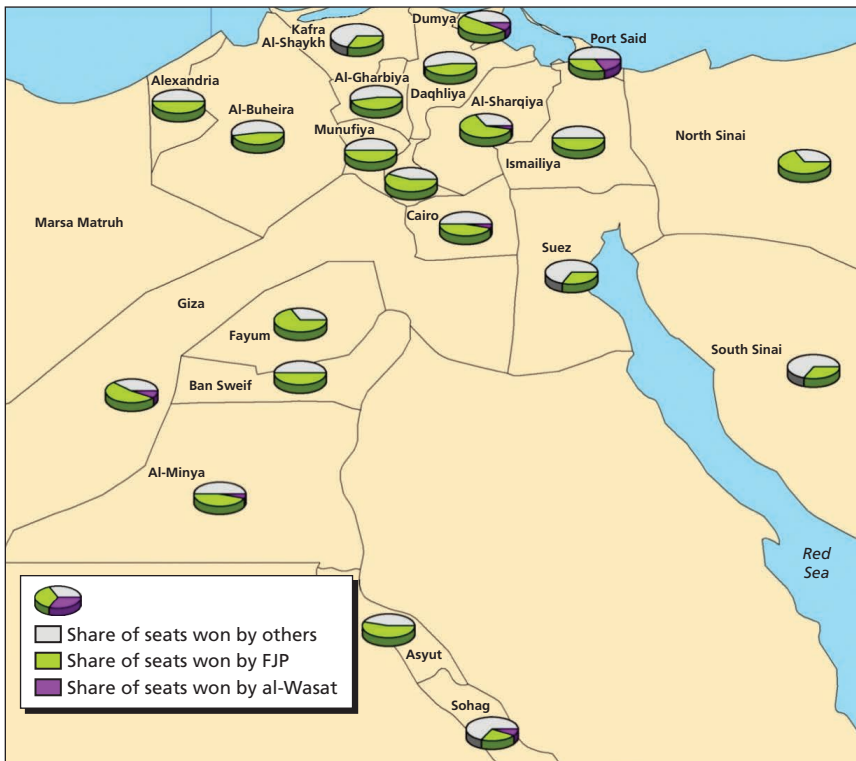 Dumya
Kafra
Al-Shaykh
Port Said
Alexandria
Al-Gharbiya
Daqhliya
Al-Buheira
Al-Sharqiya
Munufiya
Ismailiya
North Sinai
Marsa Matruh
Cairo
Suez
Giza
Fayum
South Sinai
Ban Sweif
Al-Minya
Red
Sea
Share of seats won by others
Share of seats won by FJP
Share of seats won by al-Wasat
Asyut
Sohag